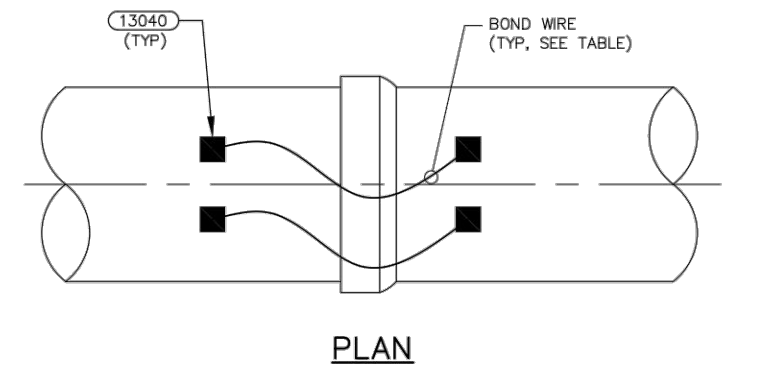 13040
(TYP)
BOND WIRE
(TYP, SEE TABLE)
PLAN